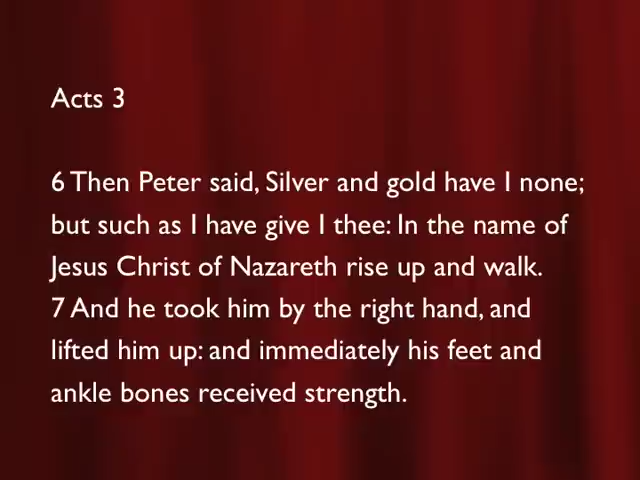 Acts 3
6 Then Peter said, Silver and gold have I none;
but such as I have give I thee: In the name of
Jesus Christ of Nazareth rise up and walk.
7 And he took him by the right hand, and
lifted him up: and immediately his feet and
ankle bones received strength.